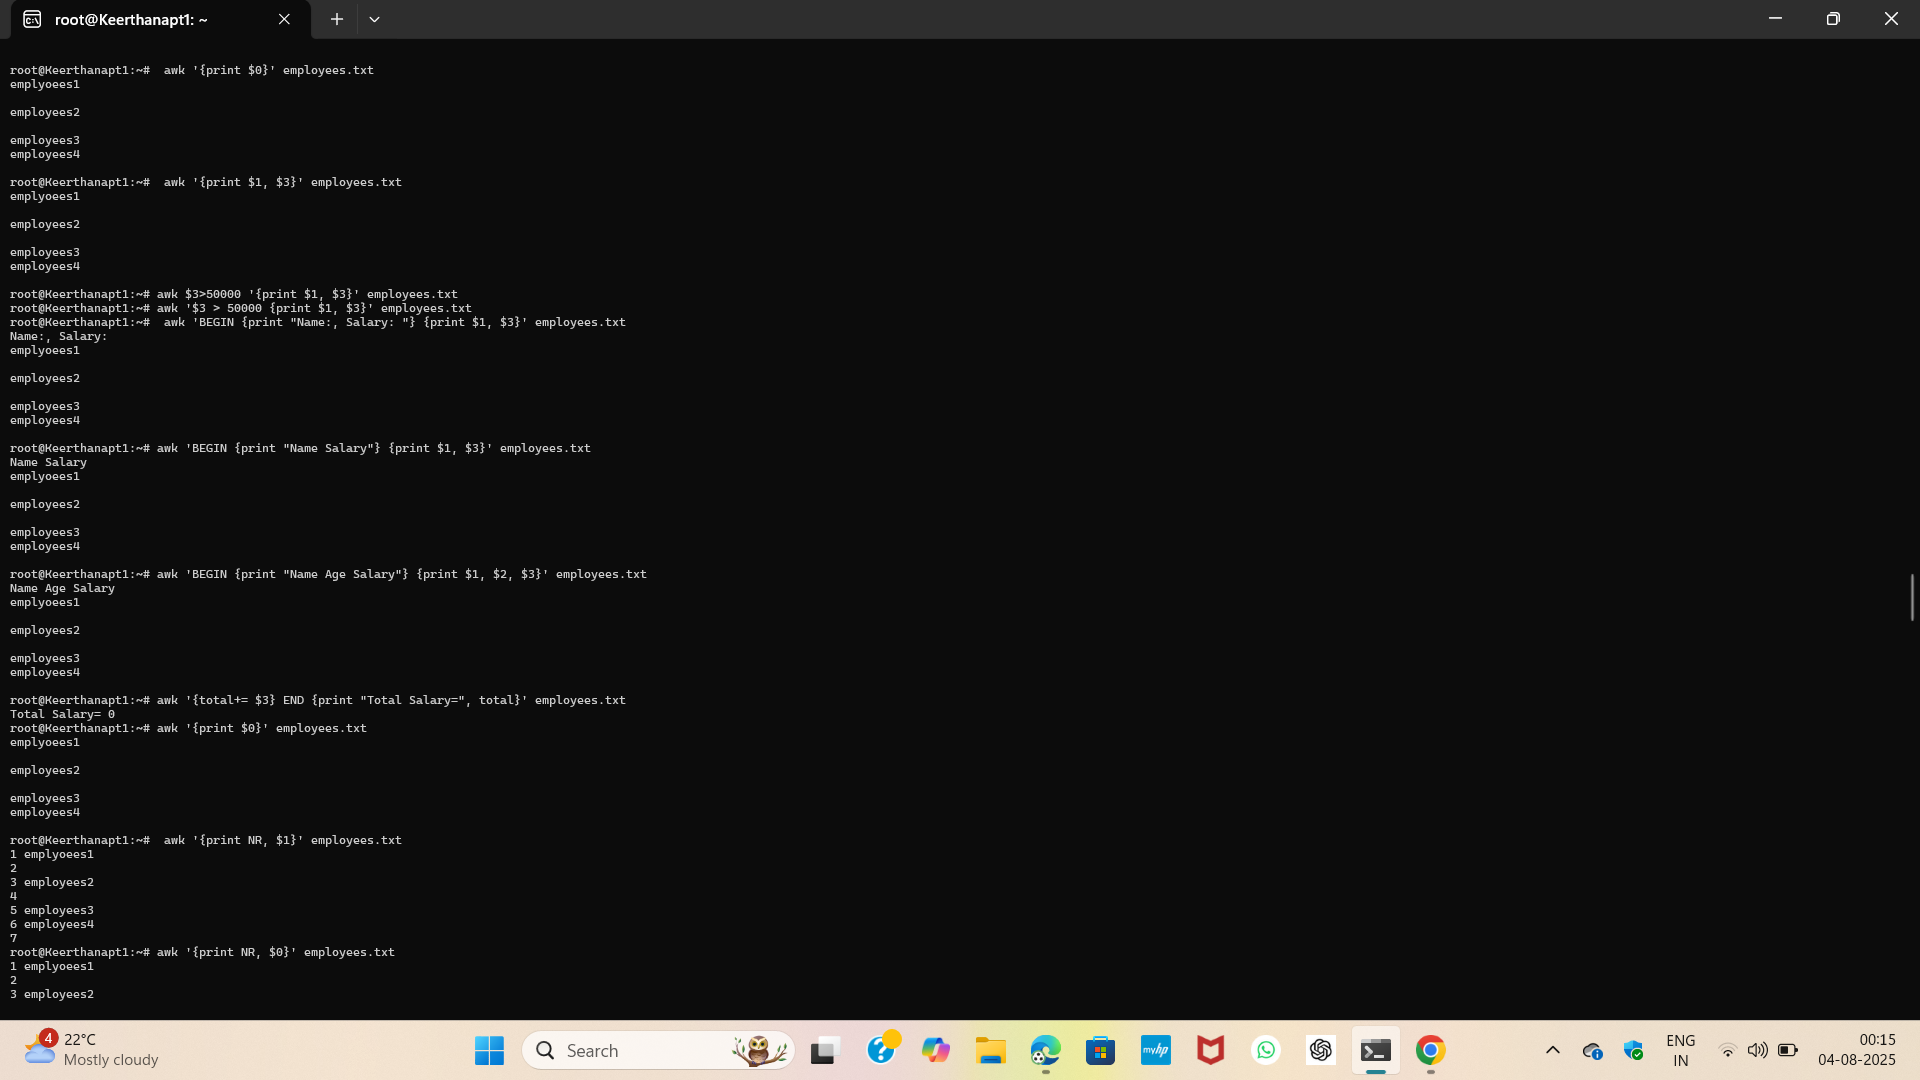 root@Keerthanapt1: ~
root@Keerthanapt1:~#  awk '{print $0}' employees.txt
emplyoees1
employees2
employees3
employees4
root@Keerthanapt1:~#  awk '{print $1, $3}' employees.txt
emplyoees1
employees2
employees3
employees4
root@Keerthanapt1:~# awk $3>50000 '{print $1, $3}' employees.txt
root@Keerthanapt1:~# awk '$3 > 50000 {print $1, $3}' employees.txt
root@Keerthanapt1:~#  awk 'BEGIN {print "Name:, Salary: "} {print $1, $3}' employees.txt
Name:, Salary:
emplyoees1
employees2
employees3
employees4
root@Keerthanapt1:~# awk 'BEGIN {print "Name Salary"} {print $1, $3}' employees.txt
Name Salary
emplyoees1
employees2
employees3
employees4
root@Keerthanapt1:~# awk 'BEGIN {print "Name Age Salary"} {print $1, $2, $3}' employees.txt
Name Age Salary
emplyoees1
employees2
employees3
employees4
root@Keerthanapt1:~# awk '{total+= $3} END {print "Total Salary=", total}' employees.txt
Total Salary= 0
root@Keerthanapt1:~# awk '{print $0}' employees.txt
emplyoees1
employees2
employees3
employees4
root@Keerthanapt1:~#  awk '{print NR, $1}' employees.txt
1 emplyoees1
2
3 employees2
4
5 employees3
6 employees4
7
root@Keerthanapt1:~# awk '{print NR, $0}' employees.txt
1 emplyoees1
2
3 employees2
4
22°C
Mostly cloudy
Search
myhp
ENG
IN
00:15
04-08-2025